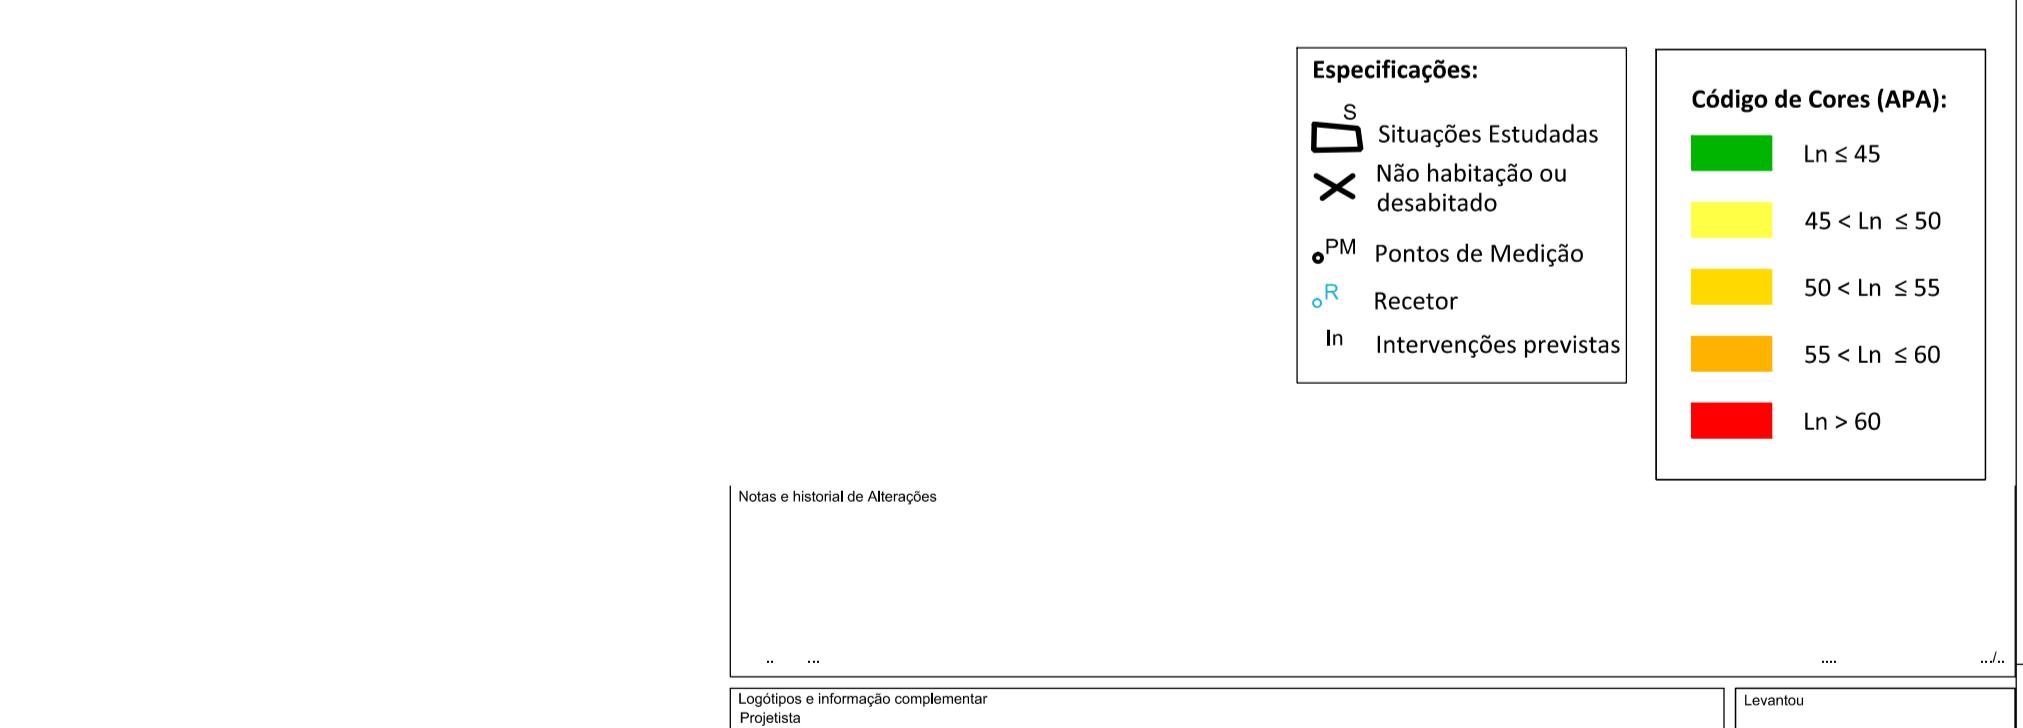 Especificações:
S
Situações Estudadas
Não habitação ou
desabitado
PM Pontos de Medição
R Recetor
In Intervenções previstas
Código de Cores (APA):
Ln ≤ 45
45 < Ln ≤ 50
50 < Ln ≤ 55
55 < Ln ≤ 60
Ln > 60
Notas e historial de Alterações
.. ... .... .../..
Logótipos e informação complementar
Projetista
Levantou